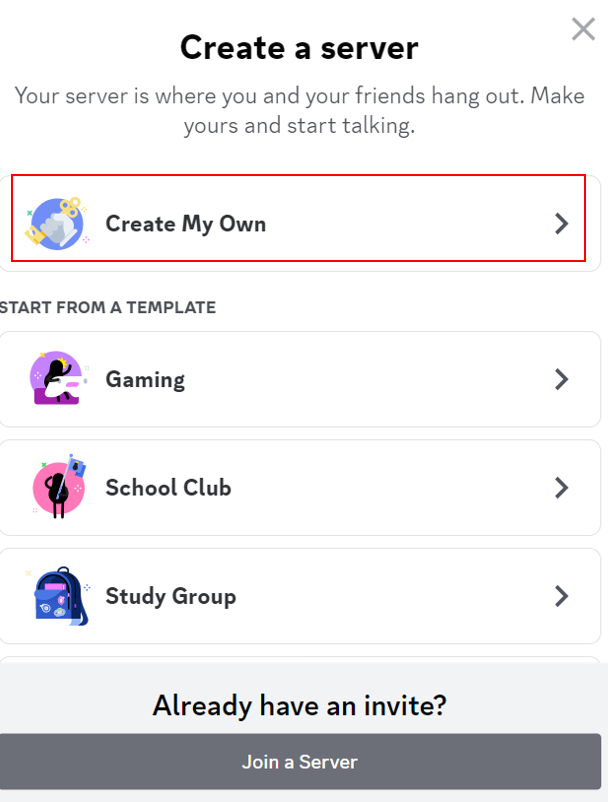 Create a server
Your server is where you and your friends hang out. Make
yours and start talking.
Create My Own
START FROM A TEMPLATE
Gaming
School Club
Study Group
Already have an invite?
Join a Server